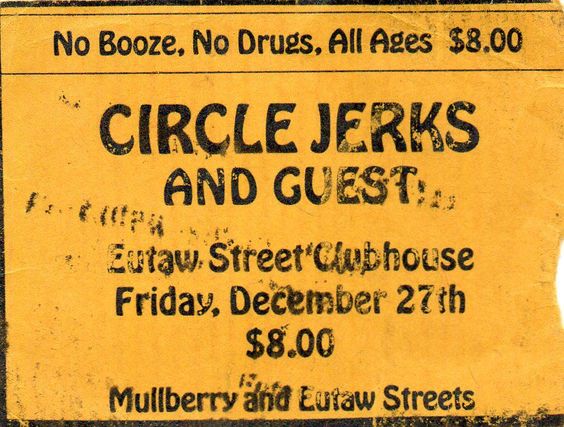 No Booze, No Drugs, All Ages $8.00
CIRCLE JERKS
AND GUEST
Eutaw Street Clubhouse
Friday, December 27th
$8.00
Mullberry and Eutaw Streets